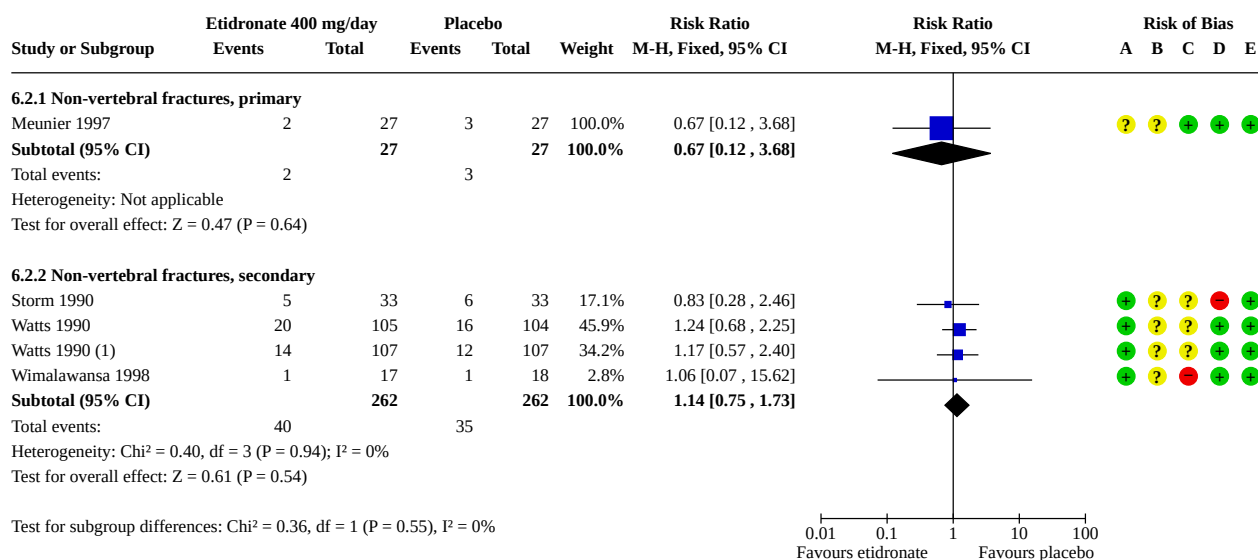 Etidronate 400 mg/day Placebo Risk Ratio Risk Ratio Risk of Bias
Study or Subgroup Events Total Events Total Weight M-H, Fixed, 95% CI M-H, Fixed, 95% CI A B C D E
6.2.1 Non-vertebral fractures, primary
Meunier 1997 2 27 3 27 100.0% 0.67 [0.12 , 3.68] ? ? + + +
Subtotal (95% CI) 27 27 100.0% 0.67 [0.12 , 3.68]
Total events: 2 3
Heterogeneity: Not applicable
Test for overall effect: Z = 0.47 (P = 0.64)
6.2.2 Non-vertebral fractures, secondary
Storm 1990 5 33 6 33 17.1% 0.83 [0.28 , 2.46] + ? ? − +
Watts 1990 20 105 16 104 45.9% 1.24 [0.68 , 2.25] + ? ? + +
Watts 1990 (1) 14 107 12 107 34.2% 1.17 [0.57 , 2.40] + ? ? + +
Wimalawansa 1998 1 17 1 18 2.8% 1.06 [0.07 , 15.62] + ? − + +
Subtotal (95% CI) 262 262 100.0% 1.14 [0.75 , 1.73]
Total events: 40 35
Heterogeneity: Chi² = 0.40, df = 3 (P = 0.94); I² = 0%
Test for overall effect: Z = 0.61 (P = 0.54)
Test for subgroup differences: Chi² = 0.36, df = 1 (P = 0.55), I² = 0%
0.01 0.1 1 10 100
Favours etidronate Favours placebo